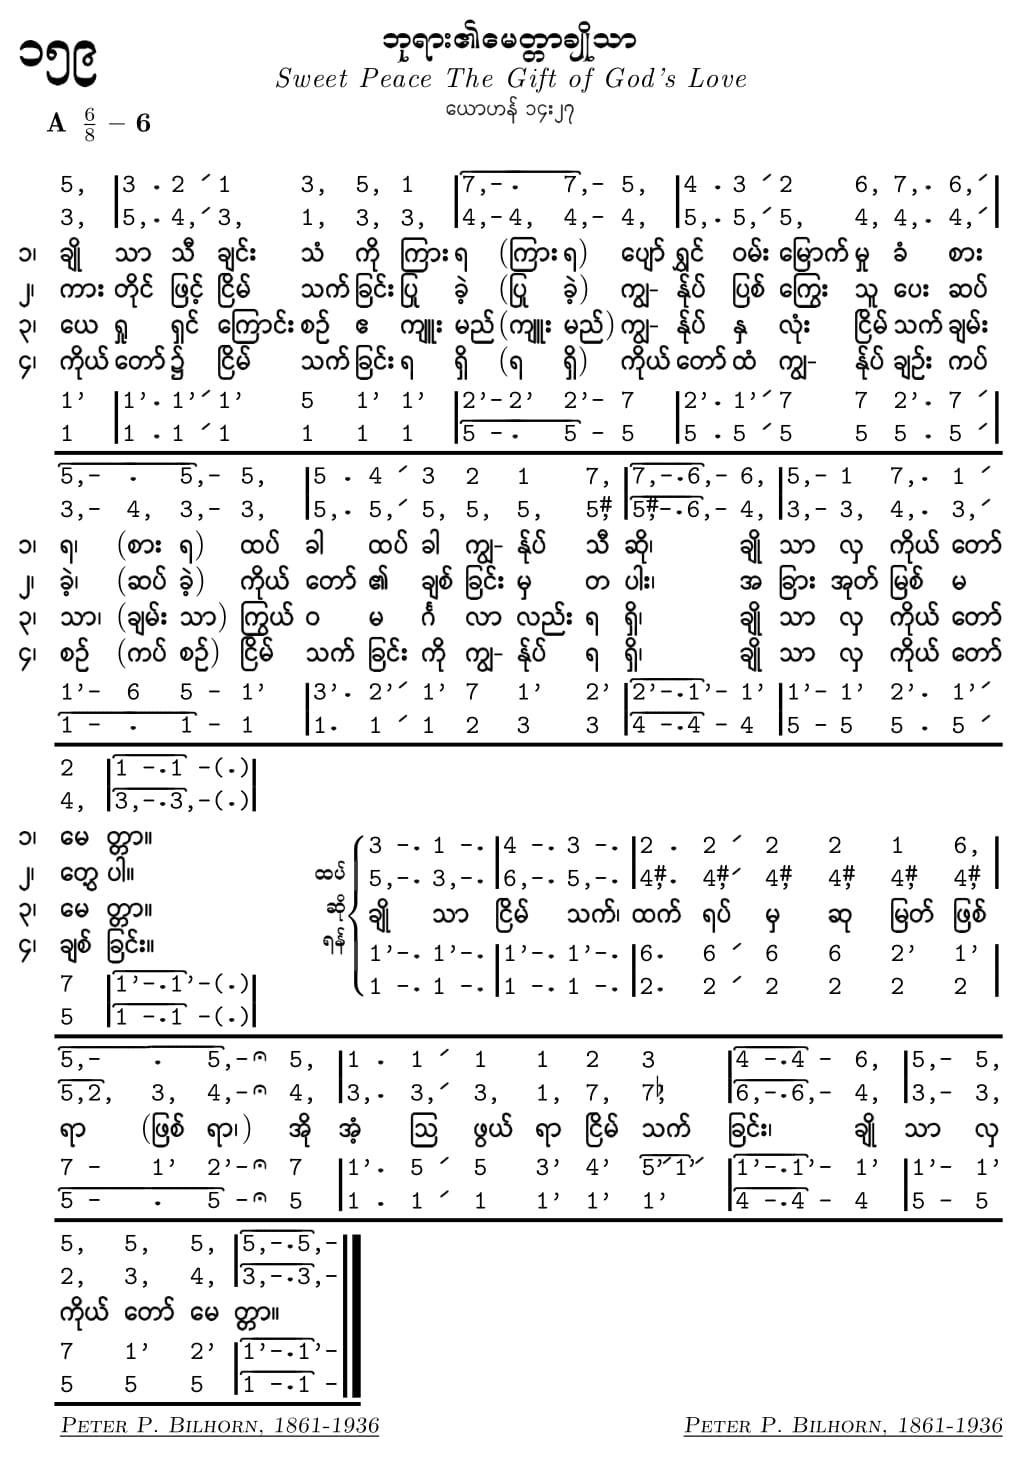 ၁၅၉
ဘုရား၏မေတ္တာချိုသာ
Sweet Peace The Gift of God's Love
ယောဟန် ၁၄း၂၇
A 6/8 – 6
5, |3 . 2 ′ 1 3, 5, 1 |7,-. 7,- 5, |4 . 3 ′ 2 6, 7,. 6,′|
3, |5,. 4,′ 3, 1, 3, 3, |4,-4, 4,- 4, |5,. 5,′ 5, 4, 4,. 4,′|
၁၊ ချို သာ သီ ချင်း သံ ကို ကြား ရ (ကြား ရ) ပျော် ရွှင် ဝမ်း မြောက် မှု ခံ စား
၂၊ ကား တိုင် ဖြင့် ငြိမ် သက် ခြင်း ပြု ခဲ့ (ပြု ခဲ့) ကျွ- န်ုပ် ပြစ် ကြွေး သူ ပေး ဆပ်
၃၊ ယေ ရှု ရှင် ကြောင်း စဉ် ဧ ကျူး မည် (ကျူး မည်) ကျွ- န်ုပ် နှ လုံး ငြိမ် သက် ချမ်း
၄၊ ကိုယ် တော် ၌ ငြိမ် သက် ခြင်း ရ ရှိ (ရ ရှိ) ကိုယ် တော် ထံ ကျွ- န်ုပ် ချဉ်း ကပ်
1’ |1’. 1’′ 1’ 5 1’ 1’ |2’-2’ 2’- 7 |2’. 1’′ 7 7 2’. 7 ′|
1 |1 . 1 ′ 1 1 1 1 |5 -. 5 - 5 |5 . 5 ′ 5 5 5 . 5 ′|
5,- . 5,- 5, |5 . 4 ′ 3 2 1 7, |7,-.6,- 6, |5,- 1 7,. 1 ′
3,- 4, 3,- 3, |5,. 5,′ 5, 5, 5, 5#, |5#,-.6,- 4, |3,- 3, 4,. 3,′
၁၊ ရ၊ (စား ရ) ထပ် ခါ ထပ် ခါ ကျွ- န်ုပ် သီ ဆို၊ ချို သာ လှ ကိုယ် တော်
၂၊ ခဲ့၊ (ဆပ် ခဲ့) ကိုယ် တော် ၏ ချစ် ခြင်း မှ တ ပါး၊ အ ခြား အုတ် မြစ် မ
၃၊ သာ၊ (ချမ်း သာ) ကြွယ် ဝ မ င်္ဂ လာ လည်း ရ ရှိ၊ ချို သာ လှ ကိုယ် တော်
၄၊ စဉ် (ကပ် စဉ်) ငြိမ် သက် ခြင်း ကို ကျွ- န်ုပ် ရ ရှိ၊ ချို သာ လှ ကိုယ် တော်
1’- 6 5 - 1’ |3’. 2’′ 1’ 7 1’ 2’ |2’-.1’- 1’ |1’- 1’ 2’. 1’′
1 - . 1 - 1 |1. 1 ′ 1 2 3 3 |4 -.4 - 4 |5 - 5 5 . 5 ′
2 |1 -.1 -(.)|
4, |3,-.3,-(.)|
၁၊ မေ တ္တာ။
၂၊ တွေ့ ပါ။
၃၊ မေ တ္တာ။
၄၊ ချစ် ခြင်း။
7 |1’-.1’-(.)|
5 |1 -.1 -(.)|
ထပ်
ဆို
ရန်
3 -. 1 -. |4 -. 3 -. |2 . 2 ′ 2 2 1 6, |
5,-. 3,-. |6,-. 5,-. |4#,. 4#,′ 4#, 4#, 4#, 4#, |
ချို သာ ငြိမ် သက်၊ ထက် ရပ် မှ ဆု မြတ် ဖြစ်
1’-. 1’-. |1’-. 1’-. |6. 6 ′ 6 6 2’ 1’ |
1 -. 1 -. |1 -. 1 -. |2. 2 ′ 2 2 2 2 |
5,- . 5,-𝄐 5, |1 . 1 ′ 1 1 2 3 |4 -.4 - 6, |5,- 5,
5,2, 3, 4,-𝄐 4, |3,. 3,′ 3, 1, 7, 7♭, |6,-.6,- 4, |3,- 3,
ရာ (ဖြစ် ရာ၊) အို အံ့ ဩ ဖွယ် ရာ ငြိမ် သက် ခြင်း၊ ချို သာ လှ
7 - 1’ 2’-𝄐 7 |1’. 5 ′ 5 3’ 4’ 5’′1’′ |1’-.1’- 1’ |1’- 1’
5 - . 5 -𝄐 5 |1 . 1 ′ 1 1’ 1’ 1’ |4 -.4 - 4 |5 - 5
5, 5, 5, |5,-.5,-||
2, 3, 4, |3,-.3,-||
ကိုယ် တော် မေ တ္တာ။
7 1’ 2’ |1’-.1’-||
5 5 5 |1 -.1 -||
PETER P. BILHORN, 1861-1936
PETER P. BILHORN, 1861-1936